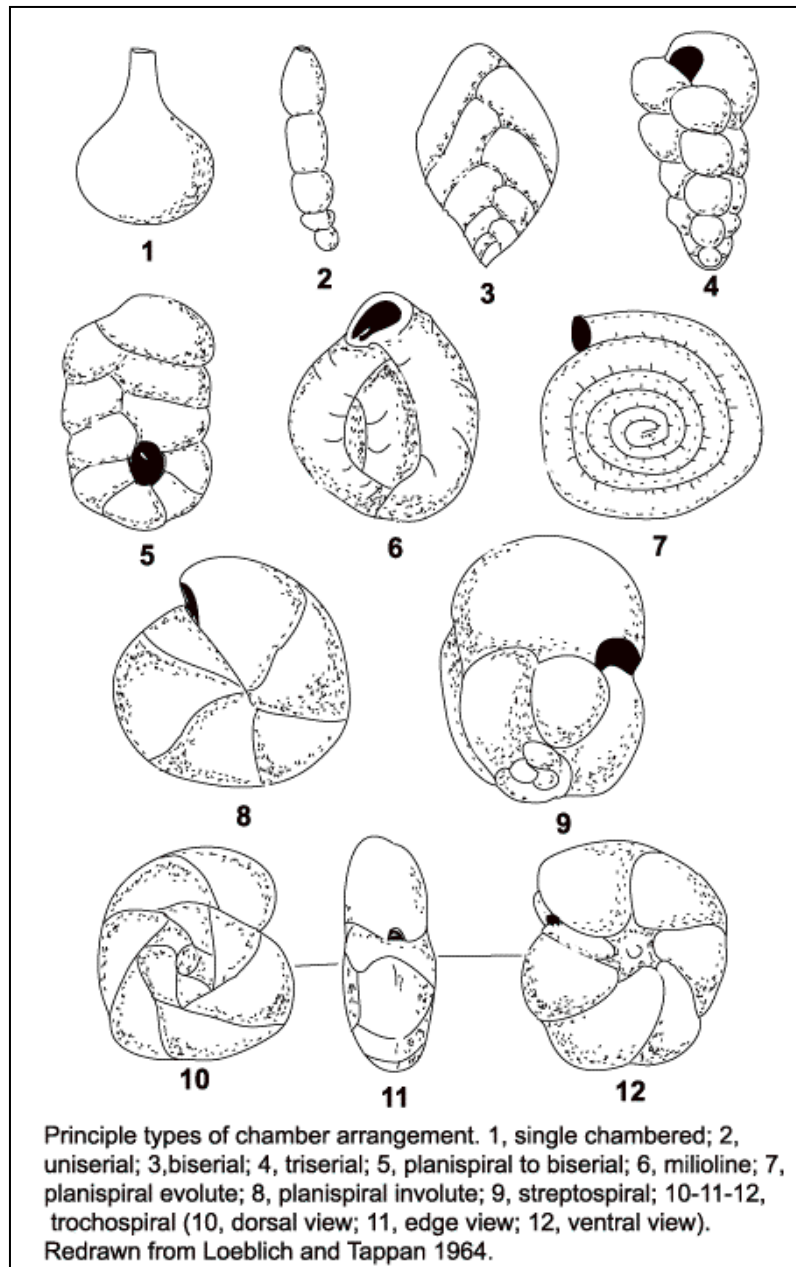 1
2
3
4
5
6
7
8
9
10
11
12
Principle types of chamber arrangement. 1, single chambered; 2,
uniserial; 3,biserial; 4, triserial; 5, planispiral to biserial; 6, milioline; 7,
planispiral evolute; 8, planispiral involute; 9, streptospiral; 10-11-12,
trochospiral (10, dorsal view; 11, edge view; 12, ventral view).
Redrawn from Loeblich and Tappan 1964.